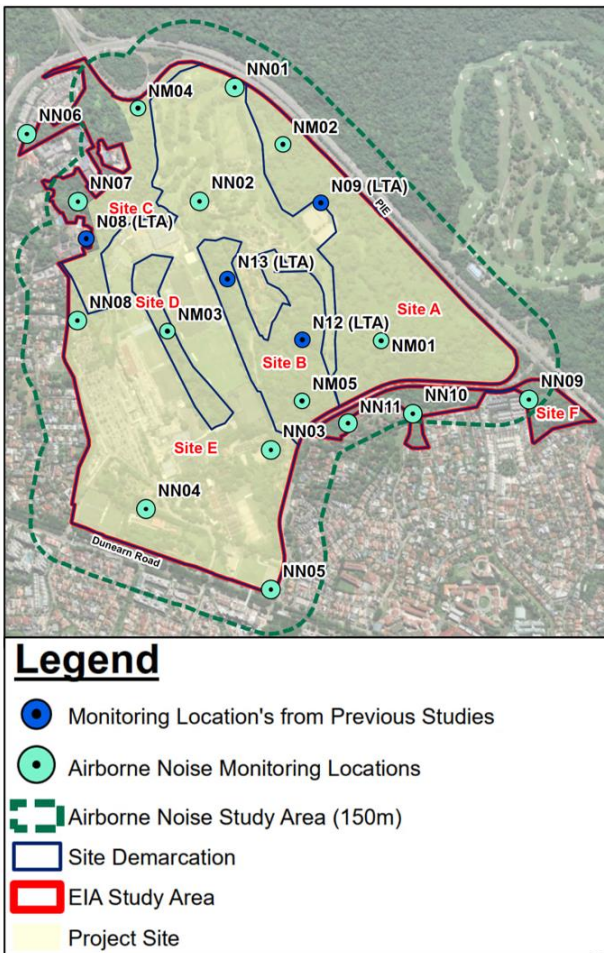 NN01
NM04
NN06
NM02
NN07
NN02
N09 (LTA)
PIE
Site C
N08 (LTA)
N13 (LTA)
NN08
Site D
NM03
Site A
N12 (LTA)
NM01
Site B
NM05
NN10
NN09
NN11
Site F
NN03
Site E
NN04
Dunearn Road
NN05
Legend
Monitoring Location's from Previous Studies
Airborne Noise Monitoring Locations
Airborne Noise Study Area (150m)
Site Demarcation
EIA Study Area
Project Site